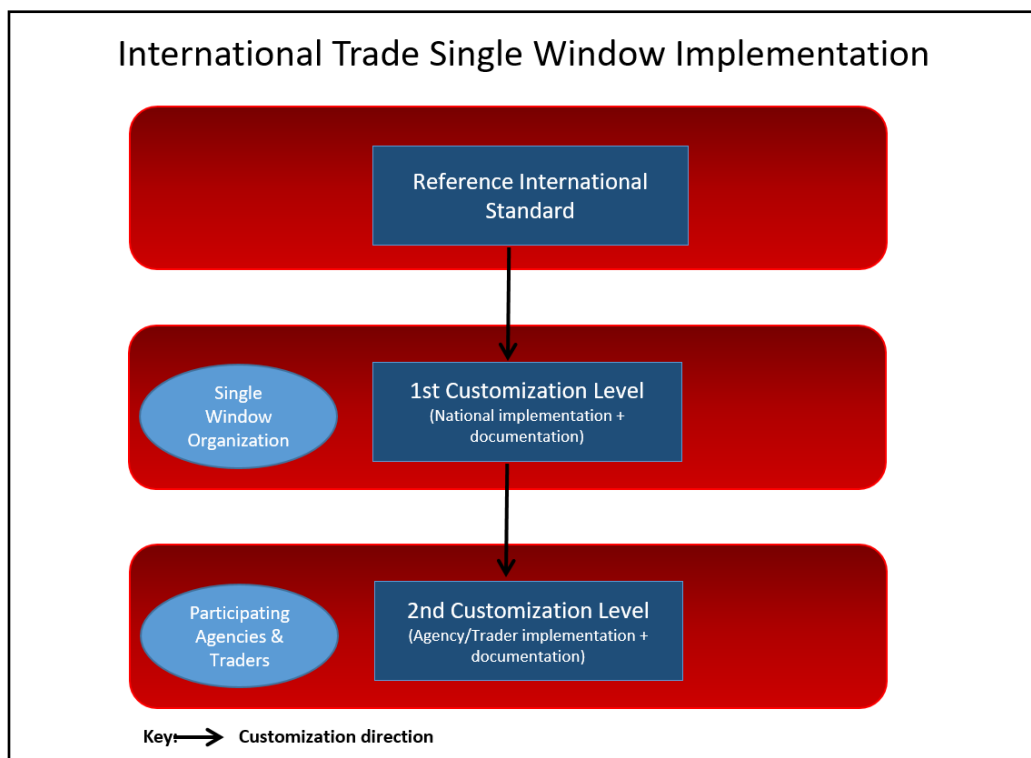 International Trade Single Window Implementation
Reference International
Standard
Single
Window
Organization
1st Customization Level
(National implementation +
documentation)
Participating
Agencies &
Traders
2nd Customization Level
(Agency/Trader implementation +
documentation)
Key: Customization direction